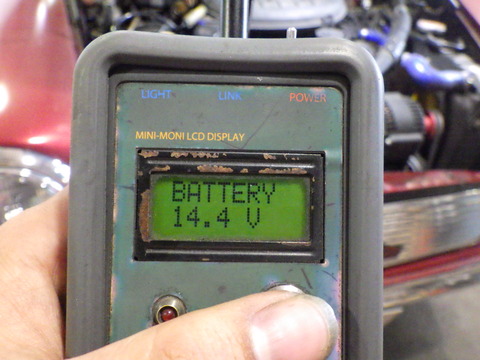 LIGHT LINK POWER
MINI-MONI LCD DISPLAY
BATTERY
14.4 V